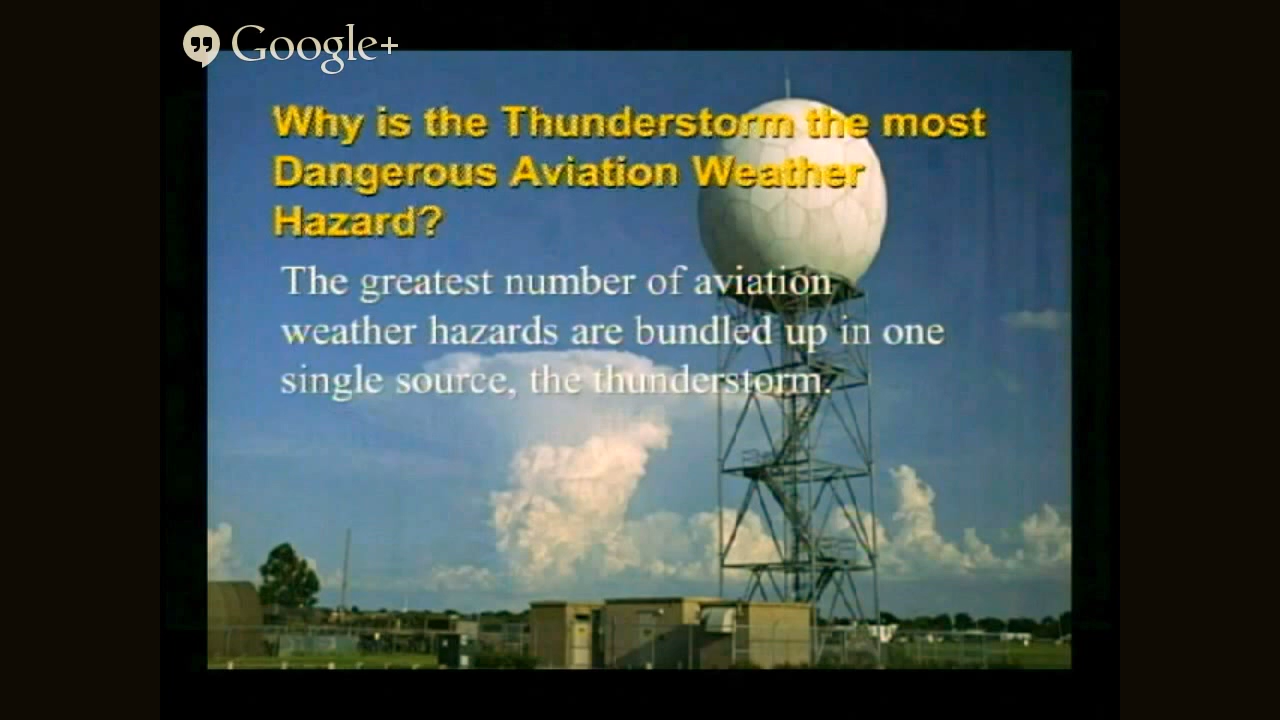 Google+
Why is the Thunderstorm the most
Dangerous Aviation Weather
Hazard?
The greatest number of aviation
weather hazards are bundled up in one
single source, the thunderstorm.